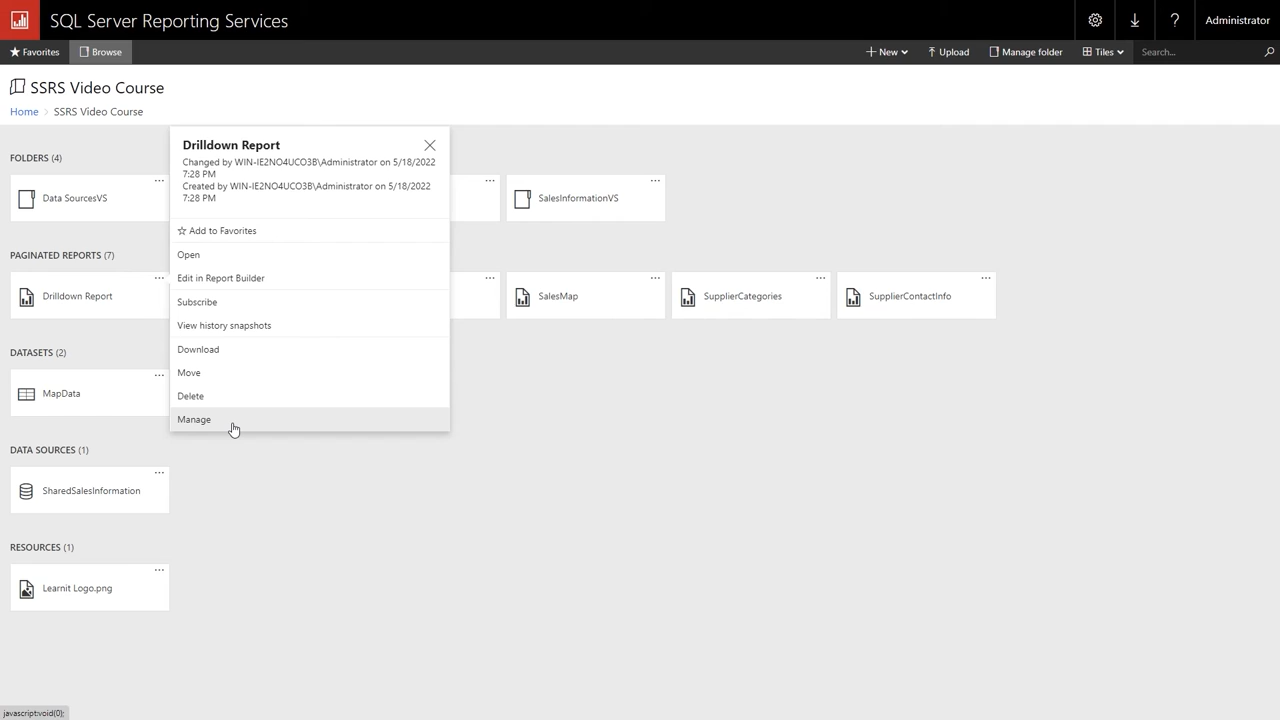 SQL Server Reporting Services
? Administrator
Favorites Browse + New Upload Manage folder Tiles Search...
SSRS Video Course
Home > SSRS Video Course
FOLDERS (4)
Data SourcesVS ... ... SalesInformationVS ...
Drilldown Report
Changed by WIN-IE2NO4UCO3B\Administrator on 5/18/2022
7:28 PM
Created by WIN-IE2NO4UCO3B\Administrator on 5/18/2022
7:28 PM
Add to Favorites
Open
Edit in Report Builder
Subscribe
View history snapshots
Download
Move
Delete
Manage
PAGINATED REPORTS (7)
Drilldown Report ... ... SalesMap ... SupplierCategories ... SupplierContactInfo ...
DATASETS (2)
MapData ...
DATA SOURCES (1)
SharedSalesInformation ...
RESOURCES (1)
Learnit Logo.png ...
javascript:void(0);